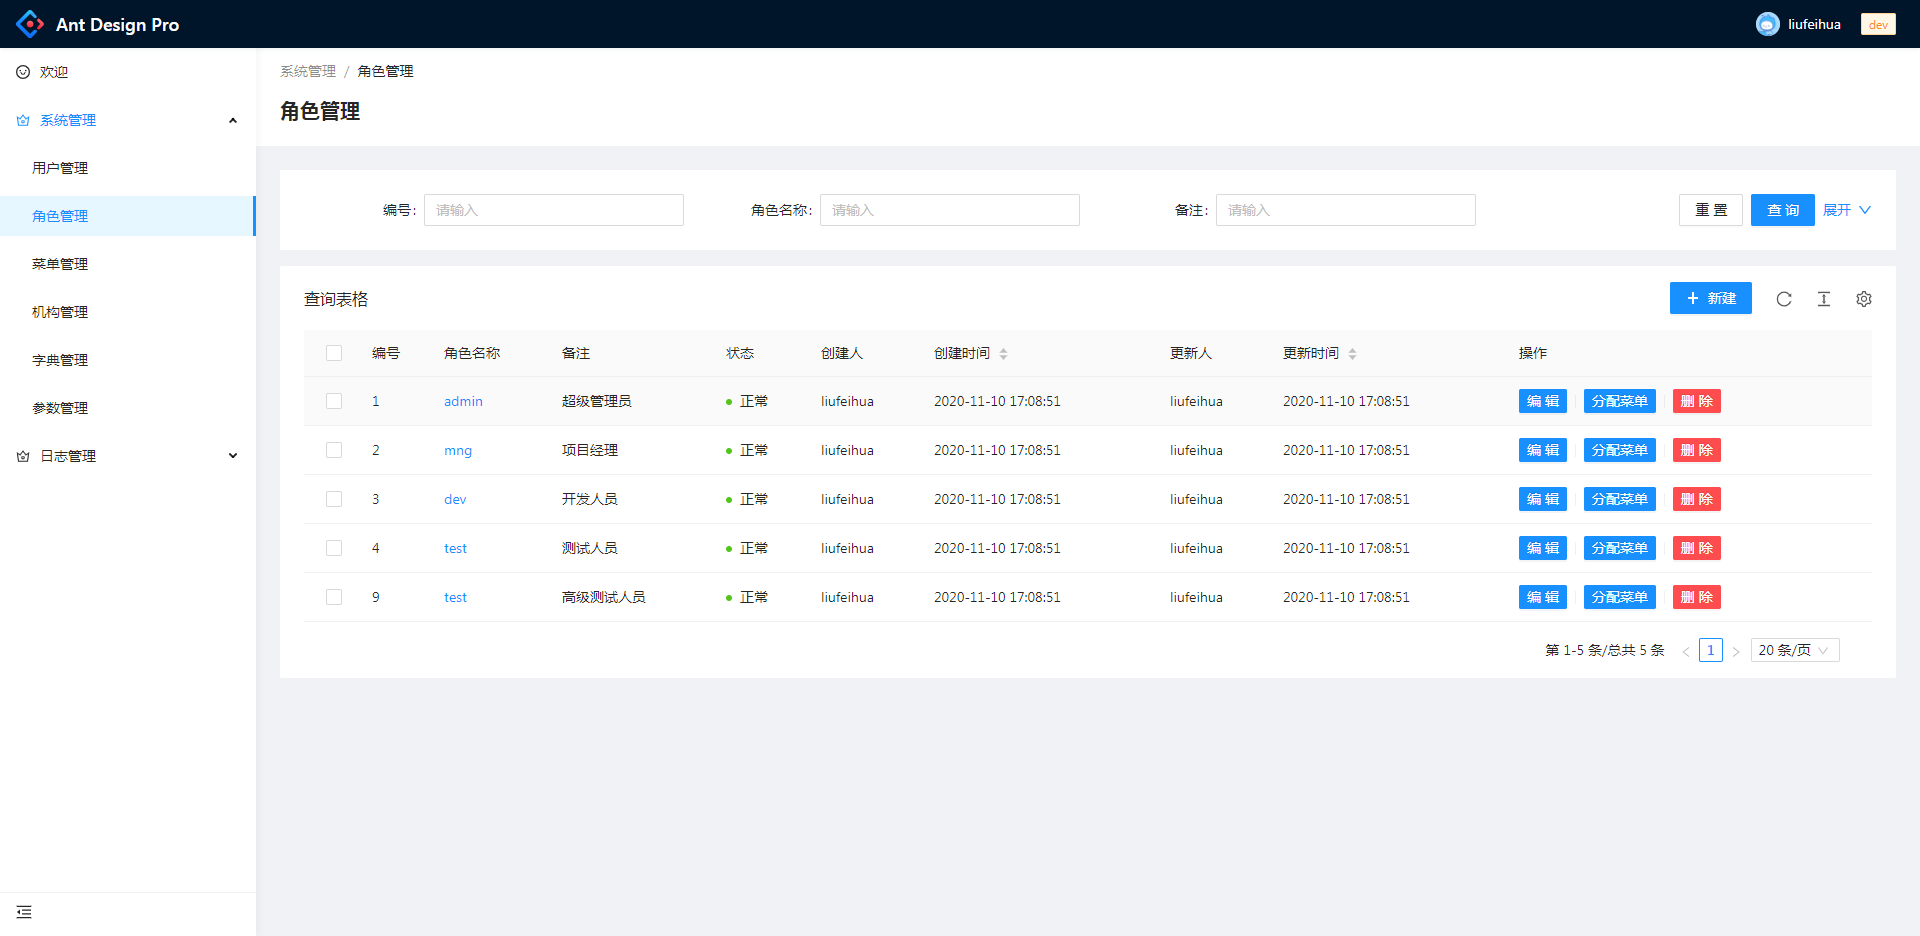 Ant Design Pro
liufeihua
dev
欢迎
系统管理
用户管理
角色管理
菜单管理
机构管理
字典管理
参数管理
日志管理
系统管理 / 角色管理
角色管理
编号: 请输入 角色名称: 请输入 备注: 请输入 重 置 查 询 展开
查询表格 + 新建
编号 角色名称 备注 状态 创建人 创建时间 更新人 更新时间 操作
1 admin 超级管理员 正常 liufeihua 2020-11-10 17:08:51 liufeihua 2020-11-10 17:08:51 编 辑 分配菜单 删 除
2 mng 项目经理 正常 liufeihua 2020-11-10 17:08:51 liufeihua 2020-11-10 17:08:51 编 辑 分配菜单 删 除
3 dev 开发人员 正常 liufeihua 2020-11-10 17:08:51 liufeihua 2020-11-10 17:08:51 编 辑 分配菜单 删 除
4 test 测试人员 正常 liufeihua 2020-11-10 17:08:51 liufeihua 2020-11-10 17:08:51 编 辑 分配菜单 删 除
9 test 高级测试人员 正常 liufeihua 2020-11-10 17:08:51 liufeihua 2020-11-10 17:08:51 编 辑 分配菜单 删 除
第 1-5 条/总共 5 条 < 1 > 20 条/页